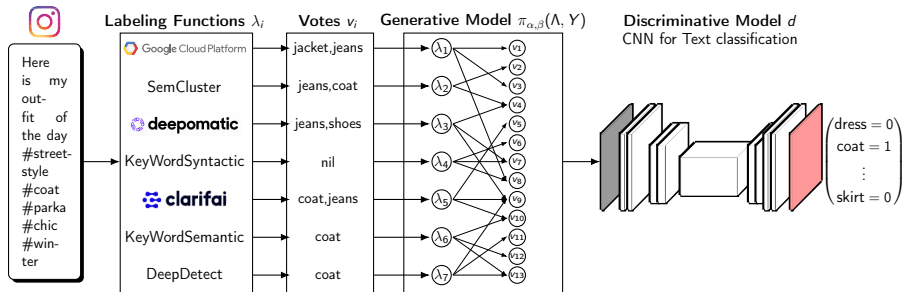 Labeling Functions λi
Votes vi
Generative Model πα,β(Λ, Y)
Discriminative Model d
CNN for Text classification
Here
is my
out-
fit of
the day
#street-
style
#coat
#parka
#chic
#win-
ter
Google Cloud Platform
SemCluster
deepomatic
KeyWordSyntactic
clarifai
KeyWordSemantic
DeepDetect
jacket,jeans
jeans,coat
jeans,shoes
nil
coat,jeans
coat
coat
λ1
λ2
λ3
λ4
λ5
λ6
λ7
v1
v2
v3
v4
v5
v6
v7
v8
v9
v10
v11
v12
v13
dress = 0
coat = 1
⋮
skirt = 0